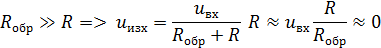 R_обр ≫ R => u_изх = u_вх / (R_обр + R) R ≈ u_вх R / R_обр ≈ 0